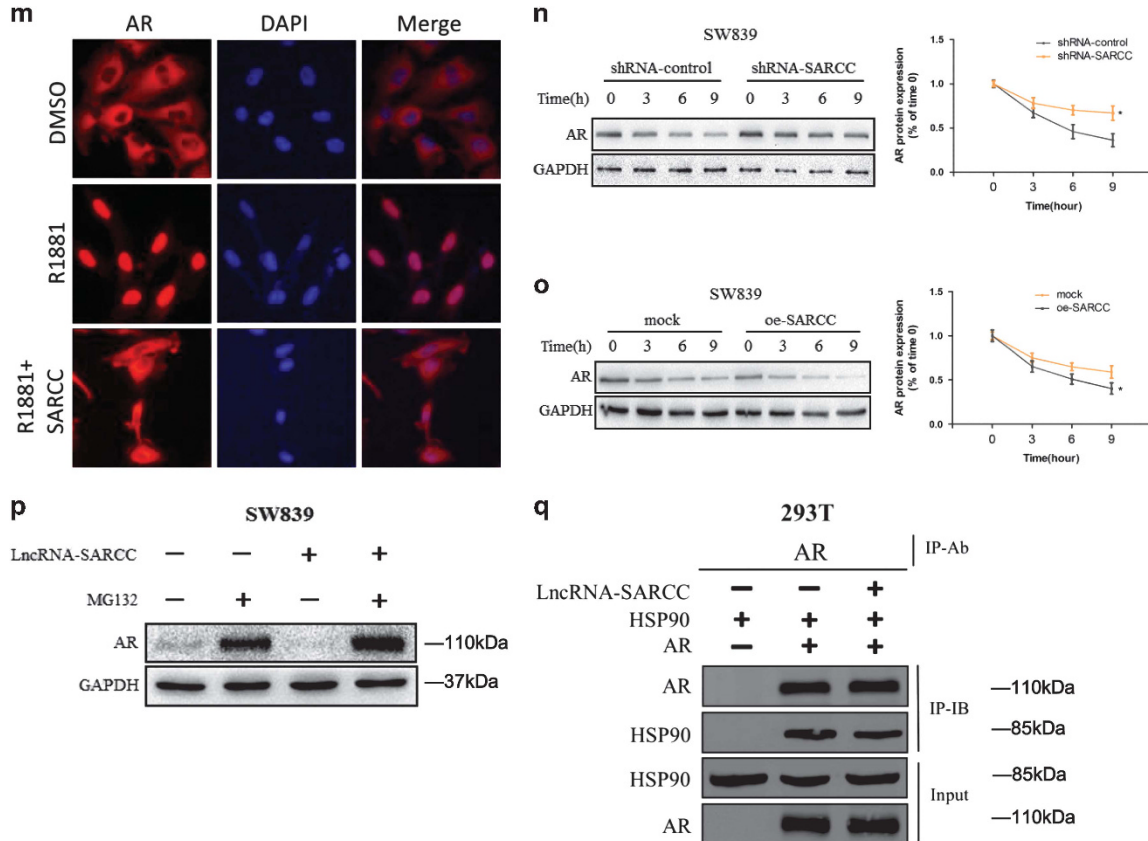 m
AR DAPI Merge
DMSO
R1881
R1881+
SARCC
n
SW839
shRNA-control shRNA-SARCC
Time(h) 0 3 6 9 0 3 6 9
AR
GAPDH
shRNA-control
shRNA-SARCC
AR protein expression
(% of time 0)
1.5
1.0
0.5
0.0
*
0 3 6 9
Time(hour)
o
SW839
mock oe-SARCC
Time(h) 0 3 6 9 0 3 6 9
AR
GAPDH
mock
oe-SARCC
AR protein expression
(% of time 0)
1.5
1.0
0.5
0.0
*
0 3 6 9
Time(hour)
p
SW839
LncRNA-SARCC – – + +
MG132 – + – +
AR —110kDa
GAPDH —37kDa
q
293T
AR IP-Ab
LncRNA-SARCC – – +
HSP90 + + +
AR – + +
AR —110kDa
IP-IB
HSP90 —85kDa
HSP90 —85kDa
Input
AR —110kDa